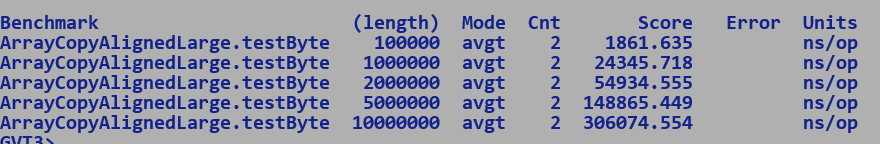 Benchmark (length) Mode Cnt Score Error Units
ArrayCopyAlignedLarge.testByte 100000 avgt 2 1861.635 ns/op
ArrayCopyAlignedLarge.testByte 1000000 avgt 2 24345.718 ns/op
ArrayCopyAlignedLarge.testByte 2000000 avgt 2 54934.555 ns/op
ArrayCopyAlignedLarge.testByte 5000000 avgt 2 148865.449 ns/op
ArrayCopyAlignedLarge.testByte 10000000 avgt 2 306074.554 ns/op
GVT3>